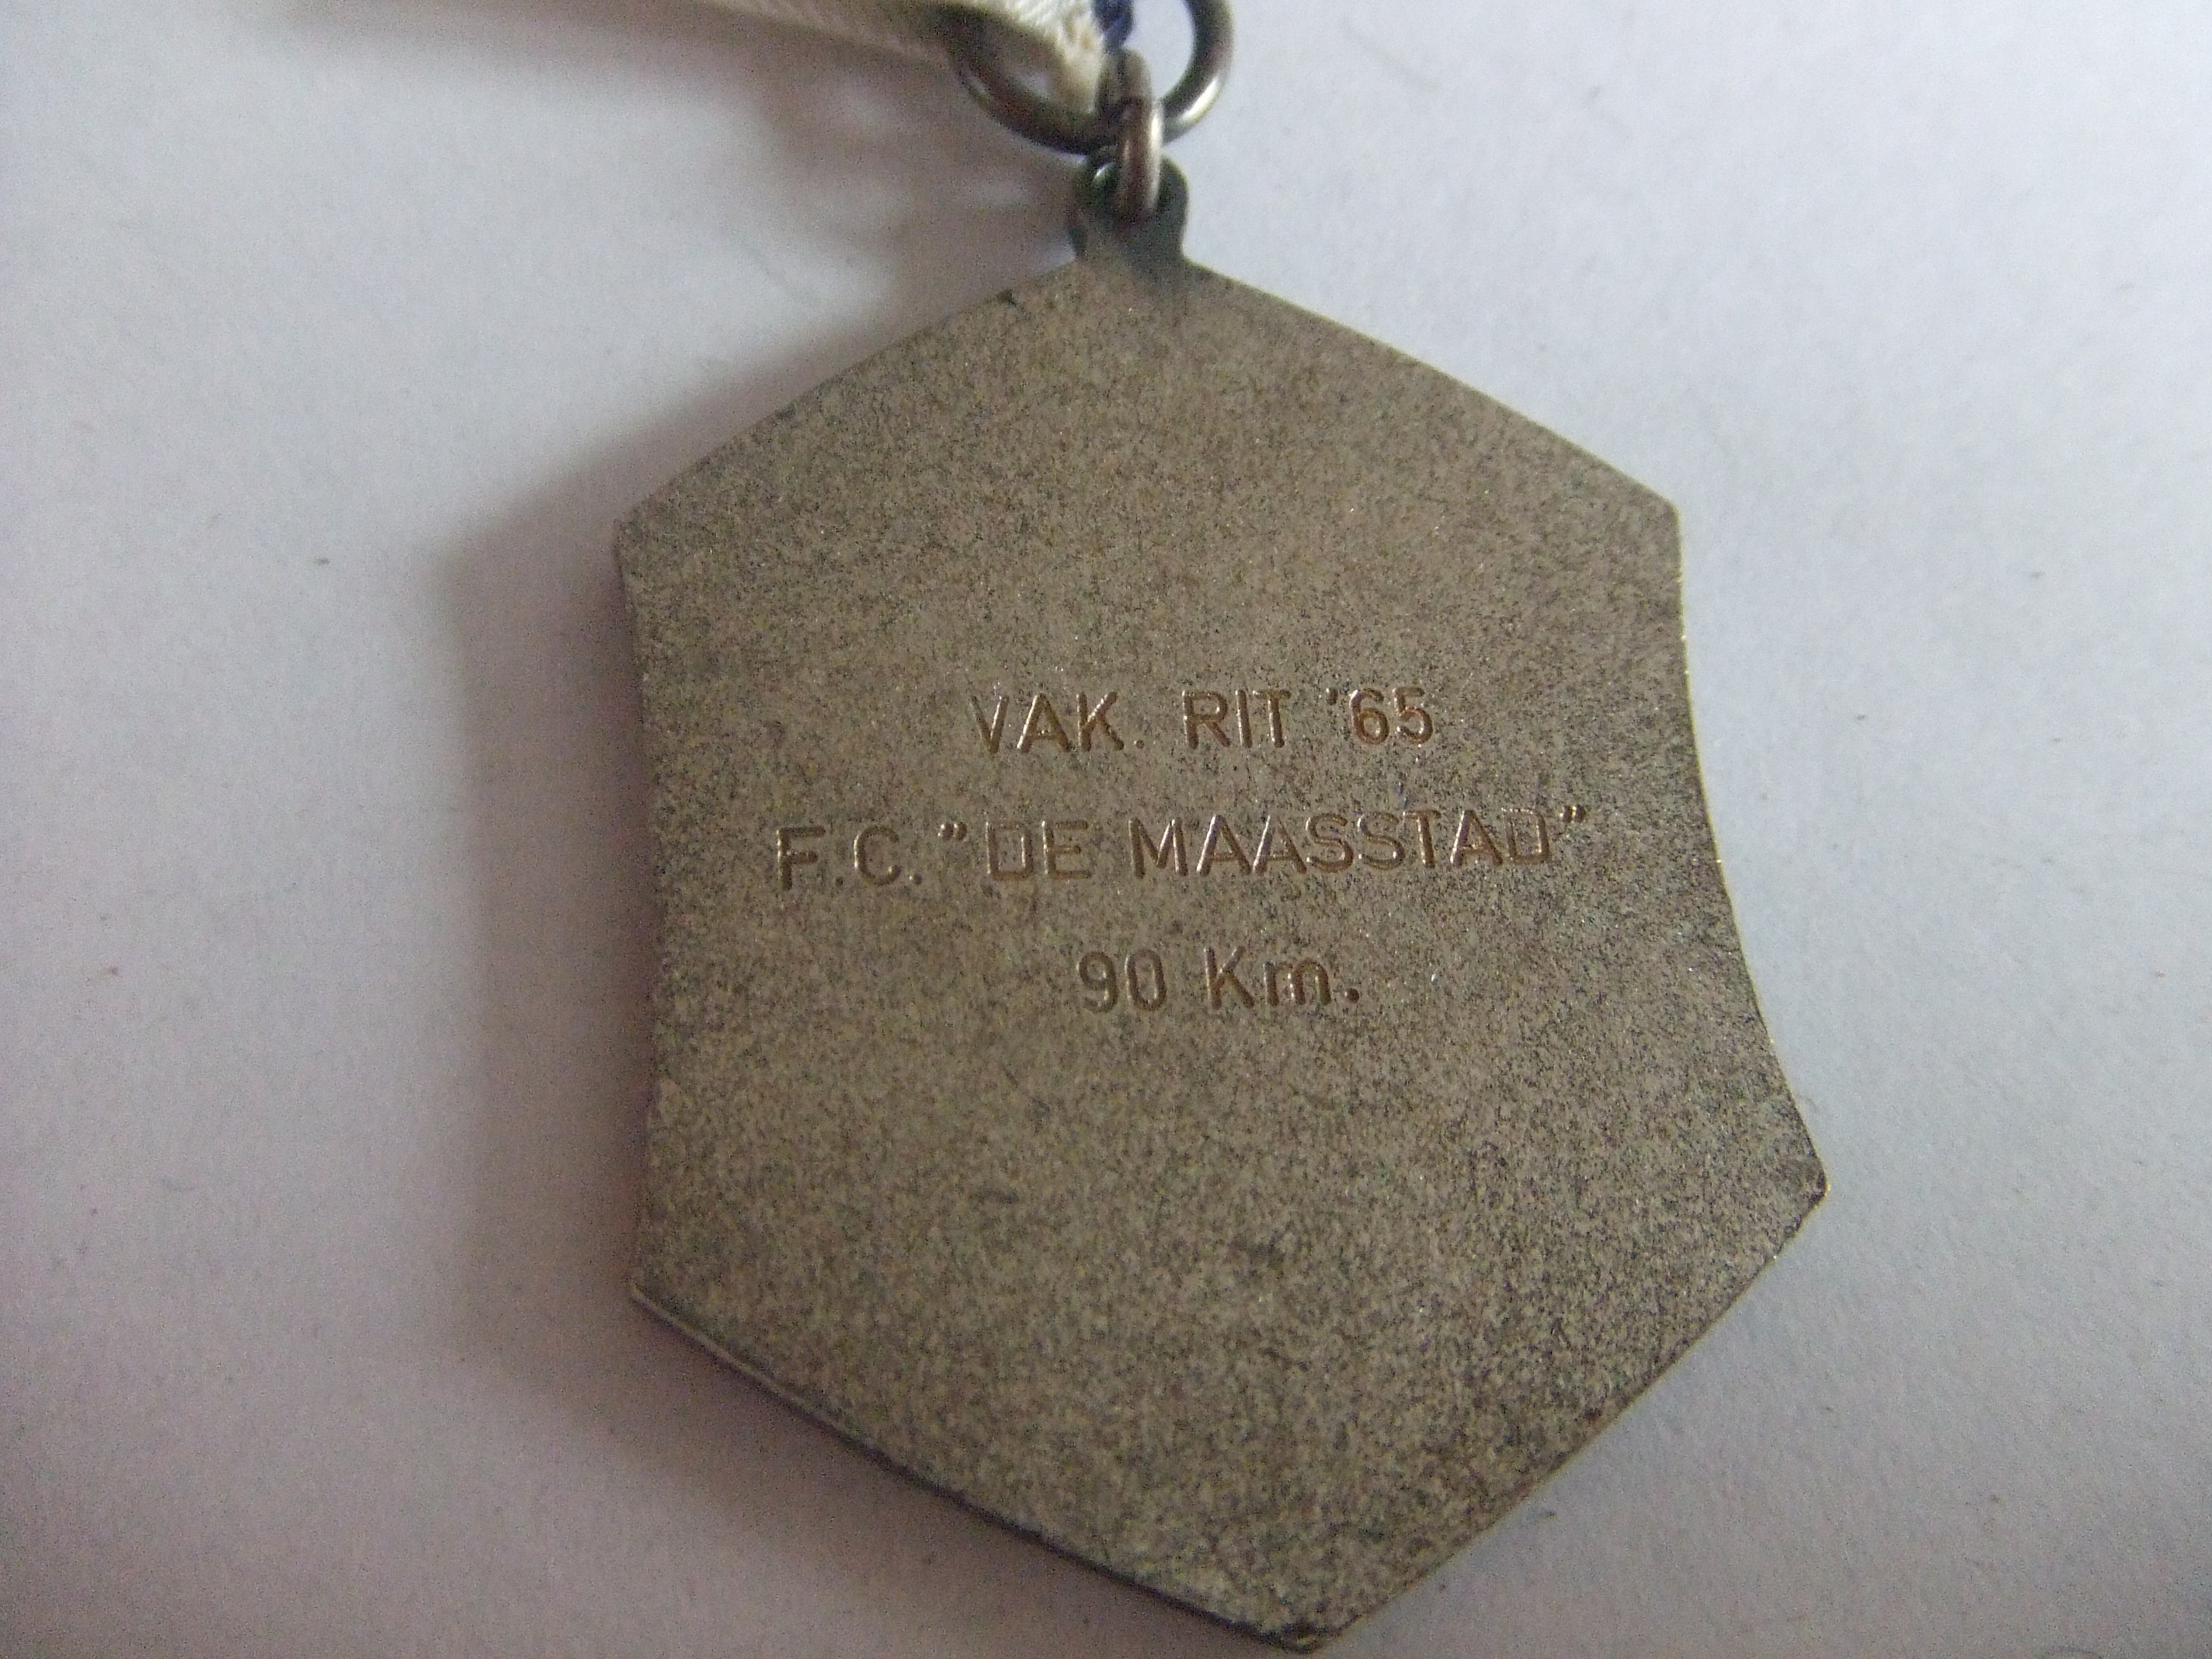 VAK. RIT '65
F.C. "DE MAASSTAD"
90 Km.